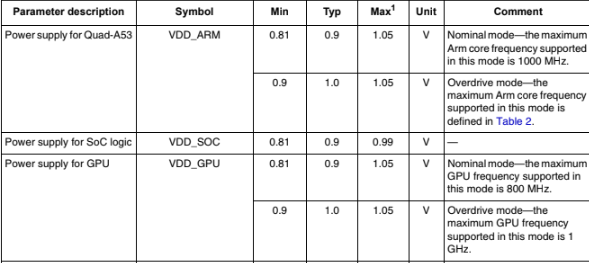 Parameter description Symbol Min Typ Max1 Unit Comment
Power supply for Quad-A53 VDD_ARM 0.81 0.9 1.05 V Nominal mode—the maximum
Arm core frequency supported
in this mode is 1000 MHz.
0.9 1.0 1.05 V Overdrive mode—the
maximum Arm core frequency
supported in this mode is
defined in Table 2.
Power supply for SoC logic VDD_SOC 0.81 0.9 0.99 V —
Power supply for GPU VDD_GPU 0.81 0.9 1.05 V Nominal mode—the maximum
GPU frequency supported in
this mode is 800 MHz.
0.9 1.0 1.05 V Overdrive mode—the
maximum GPU frequency
supported in this mode is 1
GHz.